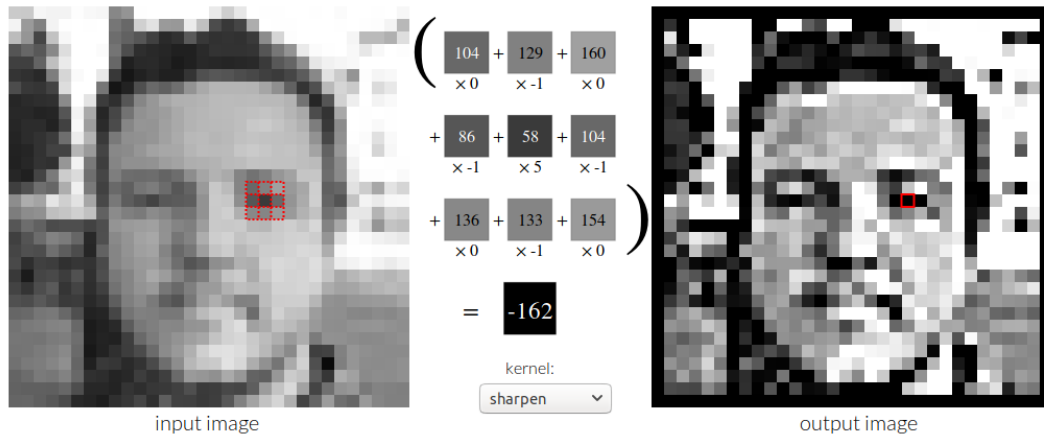 ( 104 + 129 + 160
×0 ×-1 ×0
+ 86 + 58 + 104
×-1 ×5 ×-1
+ 136 + 133 + 154 )
×0 ×-1 ×0
= -162
kernel:
sharpen
input image
output image